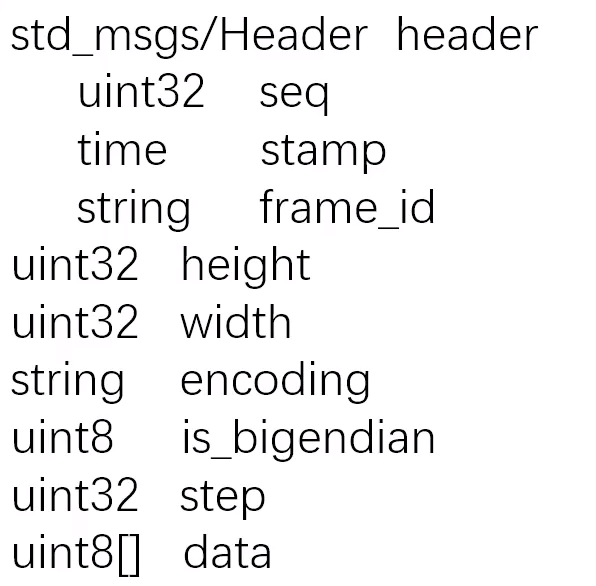 std_msgs/Header header
uint32 seq
time stamp
string frame_id
uint32 height
uint32 width
string encoding
uint8 is_bigendian
uint32 step
uint8[] data